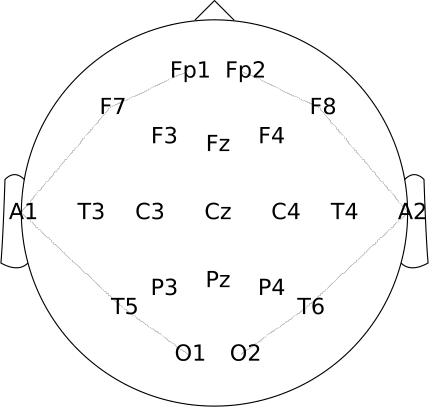 Fp1 Fp2
F7 F8
F3 Fz F4
A1 T3 C3 Cz C4 T4 A2
P3 Pz P4
T5 T6
O1 O2